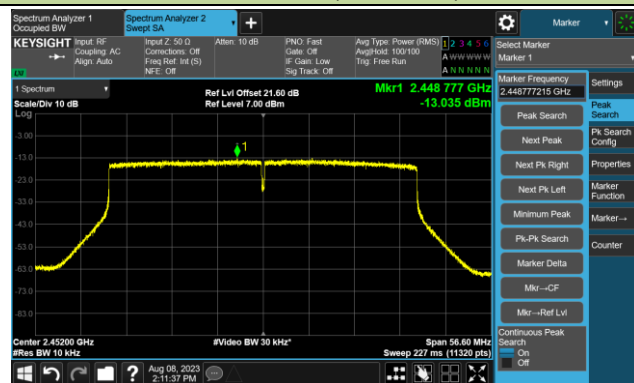 Spectrum Analyzer 1
Occupied BW
Spectrum Analyzer 2
Swept SA
Marker
KEYSIGHT
Input: RF
Coupling: AC
Align: Auto
Input Z: 50 Ω
Corrections: Off
Freq Ref: Int (S)
NFE: Off
Atten: 10 dB
PNO: Fast
Gate: Off
IF Gain: Low
Sig Track: Off
Avg Type: Power (RMS)
Avg|Hold: 100/100
Trig: Free Run
1 2 3 4 5 6
A WWWWW
A N N N N N
Select Marker
Marker 1
1 Spectrum
Scale/Div 10 dB
Log
Ref Lvl Offset 21.60 dB
Ref Level 7.00 dBm
Mkr1 2.448 777 GHz
-13.035 dBm
1
-3.00
-13.0
-23.0
-33.0
-43.0
-53.0
-63.0
-73.0
-83.0
Center 2.45200 GHz
#Res BW 10 kHz
#Video BW 30 kHz*
Span 56.60 MHz
Sweep 227 ms (11320 pts)
Marker Frequency
2.448777215 GHz
Peak Search
Next Peak
Next Pk Right
Next Pk Left
Minimum Peak
Pk-Pk Search
Marker Delta
Mkr→CF
Mkr→Ref Lvl
Continuous Peak
Search
On
Off
Settings
Peak
Search
Pk Search
Config
Properties
Marker
Function
Marker→
Counter
?
Aug 08, 2023
2:11:37 PM